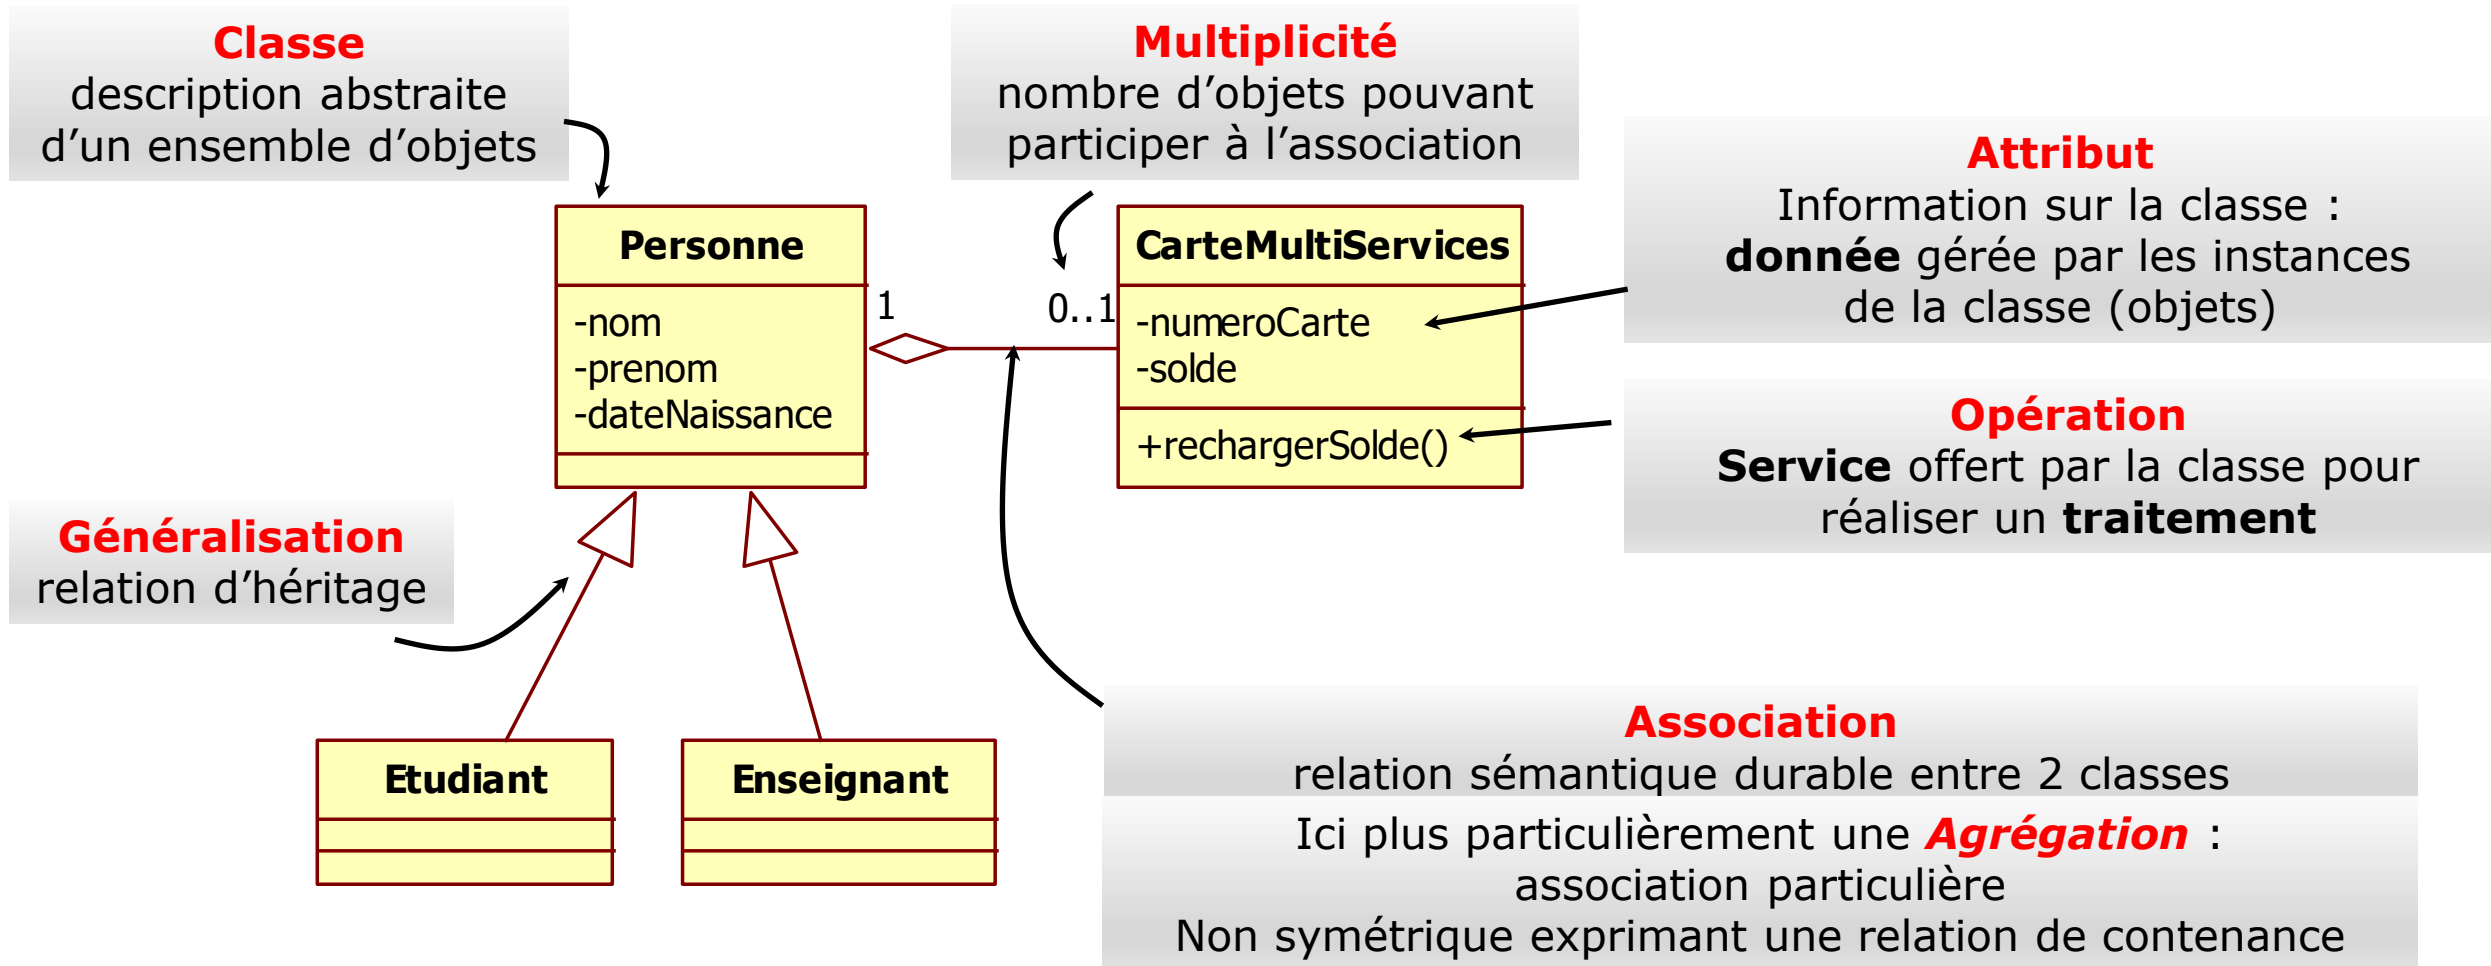 Classe
description abstraite
d’un ensemble d’objets
Multiplicité
nombre d’objets pouvant
participer à l’association
Attribut
Information sur la classe :
donnée gérée par les instances
de la classe (objets)
Personne
-nom
-prenom
-dateNaissance
1
0..1
CarteMultiServices
-numeroCarte
-solde
+rechargerSolde()
Opération
Service offert par la classe pour
réaliser un traitement
Généralisation
relation d’héritage
Etudiant
Enseignant
Association
relation sémantique durable entre 2 classes
Ici plus particulièrement une Agrégation :
association particulière
Non symétrique exprimant une relation de contenance